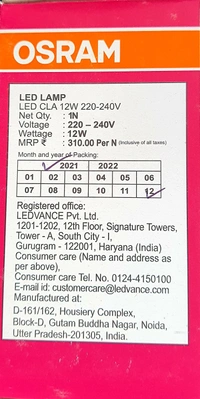 OSRAM
LED LAMP
LED CLA 12W 220-240V
Net Qty. : 1N
Voltage : 220 – 240V
Wattage : 12W
MRP ₹ : 310.00 Per N (Inclusive of all taxes)
Month and year of Packing:
2021 2022
01 02 03 04 05 06
07 08 09 10 11 12
Registered office:
LEDVANCE Pvt. Ltd.
1201-1202, 12th Floor, Signature Towers,
Tower - A, South City - I,
Gurugram - 122001, Haryana (India)
Consumer care (Name and address as
per above),
Consumer Care Tel. No. 0124-4150100
E-mail id: customercare@ledvance.com
Manufactured at:
D-161/162, Housiery Complex,
Block-D, Gutam Buddha Nagar, Noida,
Utter Pradesh-201305, India.